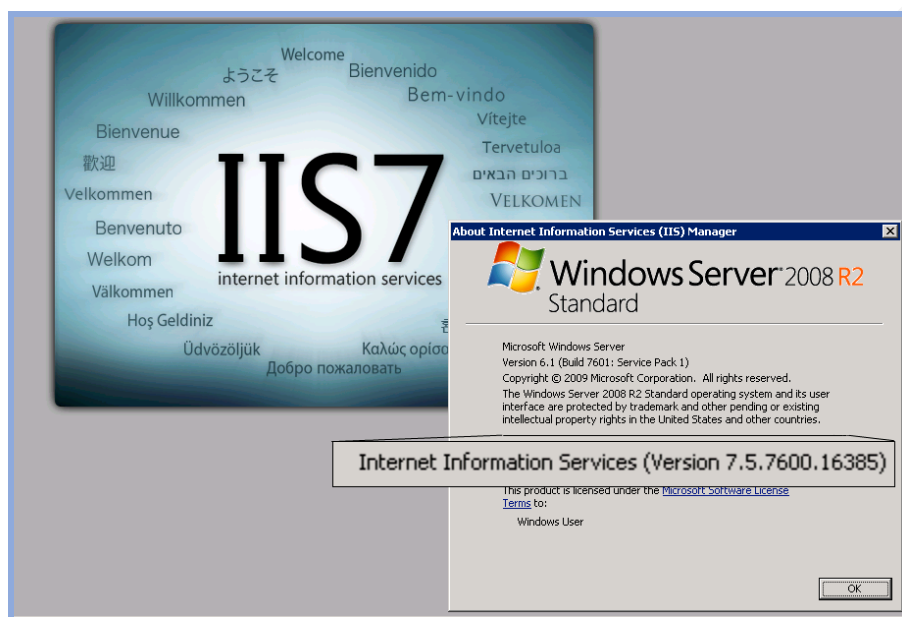 Welcome
ようこそ
Bienvenido
Willkommen
Bem-vindo
Vítejte
Bienvenue
Tervetuloa
歡迎
ברוכים הבאים
Velkommen
VELKOMEN
Benvenuto
IIS7
Welkom
internet information services
Välkommen
Hoş Geldiniz
Üdvözöljük
Καλώς
Добро пожаловать
About Internet Information Services (IIS) Manager
Windows Server 2008 R2
Standard
Microsoft Windows Server
Version 6.1 (Build 7601: Service Pack 1)
Copyright © 2009 Microsoft Corporation. All rights reserved.
The Windows Server 2008 R2 Standard operating system and its user
interface are protected by trademark and other pending or existing
intellectual property rights in the United States and other countries.
Internet Information Services (Version 7.5.7600.16385)
This product is licensed under the Microsoft Software License
Terms to:
Windows User
OK